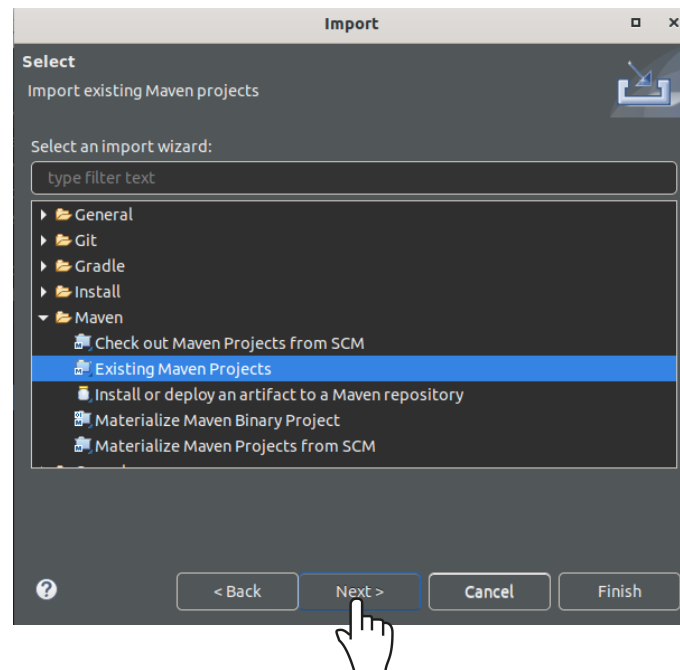 Import
Select
Import existing Maven projects
Select an import wizard:
type filter text
General
Git
Gradle
Install
Maven
Check out Maven Projects from SCM
Existing Maven Projects
Install or deploy an artifact to a Maven repository
Materialize Maven Binary Project
Materialize Maven Projects from SCM
< Back Next > Cancel Finish